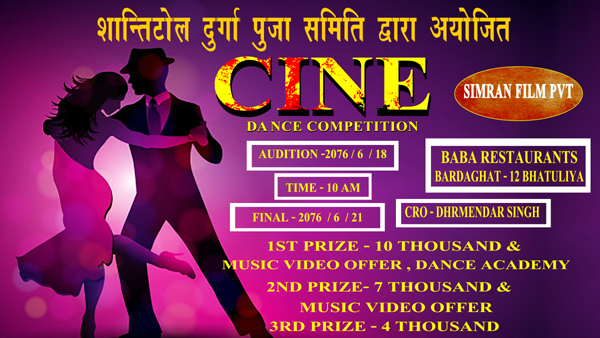 शान्तिटोल दुर्गा पुजा समिति द्वारा अयोजित
CINE
DANCE COMPETITION
SIMRAN FILM PVT
AUDITION -2076 / 6 / 18
TIME - 10 AM
FINAL - 2076 / 6 / 21
BABA RESTAURANTS
BARDAGHAT - 12 BHATULIYA
CRO - DHRMENDAR SINGH
1ST PRIZE - 10 THOUSAND &
MUSIC VIDEO OFFER , DANCE ACADEMY
2ND PRIZE- 7 THOUSAND &
MUSIC VIDEO OFFER
3RD PRIZE - 4 THOUSAND